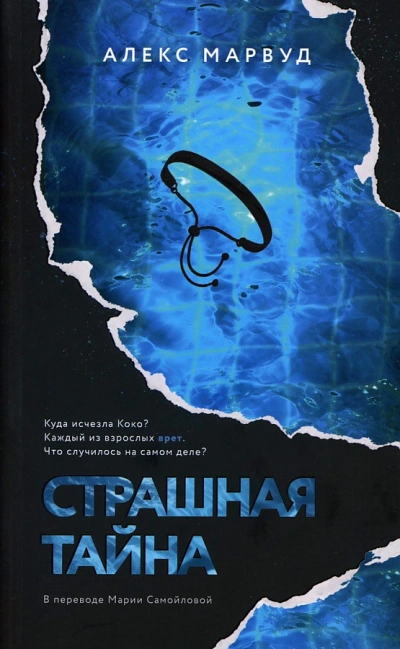 АЛЕКС МАРВУД
Куда исчезла Коко?
Каждый из взрослых врет.
Что случилось на самом деле?
СТРАШНАЯ
ТАЙНА
В переводе Марии Самойловой